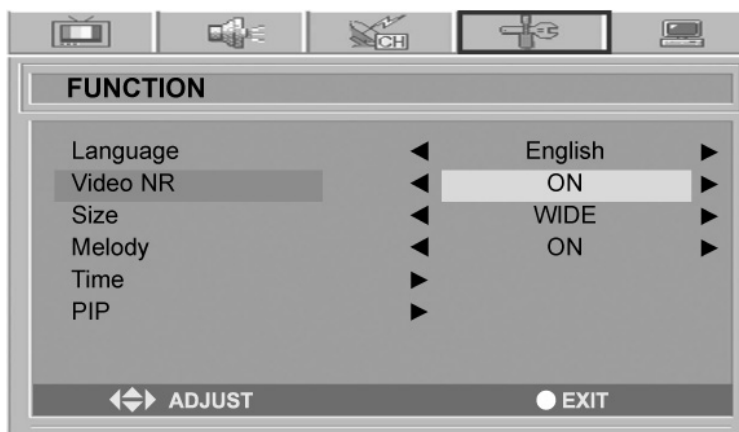 CH
FUNCTION
Language ◀ English ▶
Video NR ◀ ON ▶
Size ◀ WIDE ▶
Melody ◀ ON ▶
Time ▶
PIP ▶
ADJUST EXIT